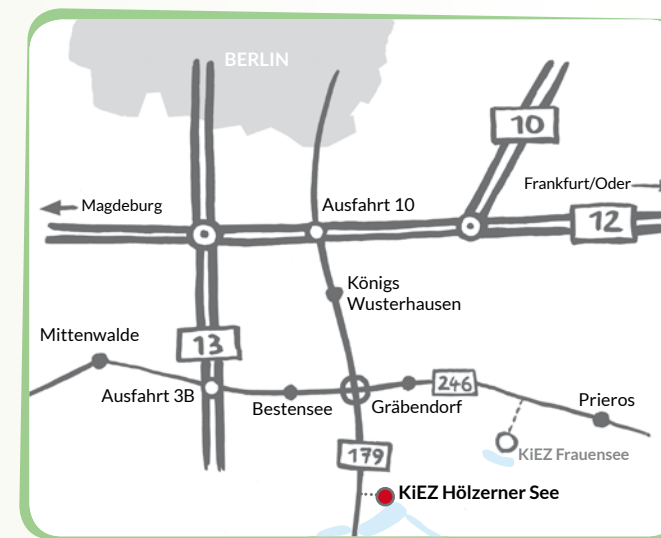 BERLIN
10
Frankfurt/Oder
Magdeburg
Ausfahrt 10
12
Königs
Wusterhausen
Mittenwalde
13
246
Ausfahrt 3B
Bestensee
Gräbendorf
Prieros
179
KiEZ Frauensee
KiEZ Hölzerner See